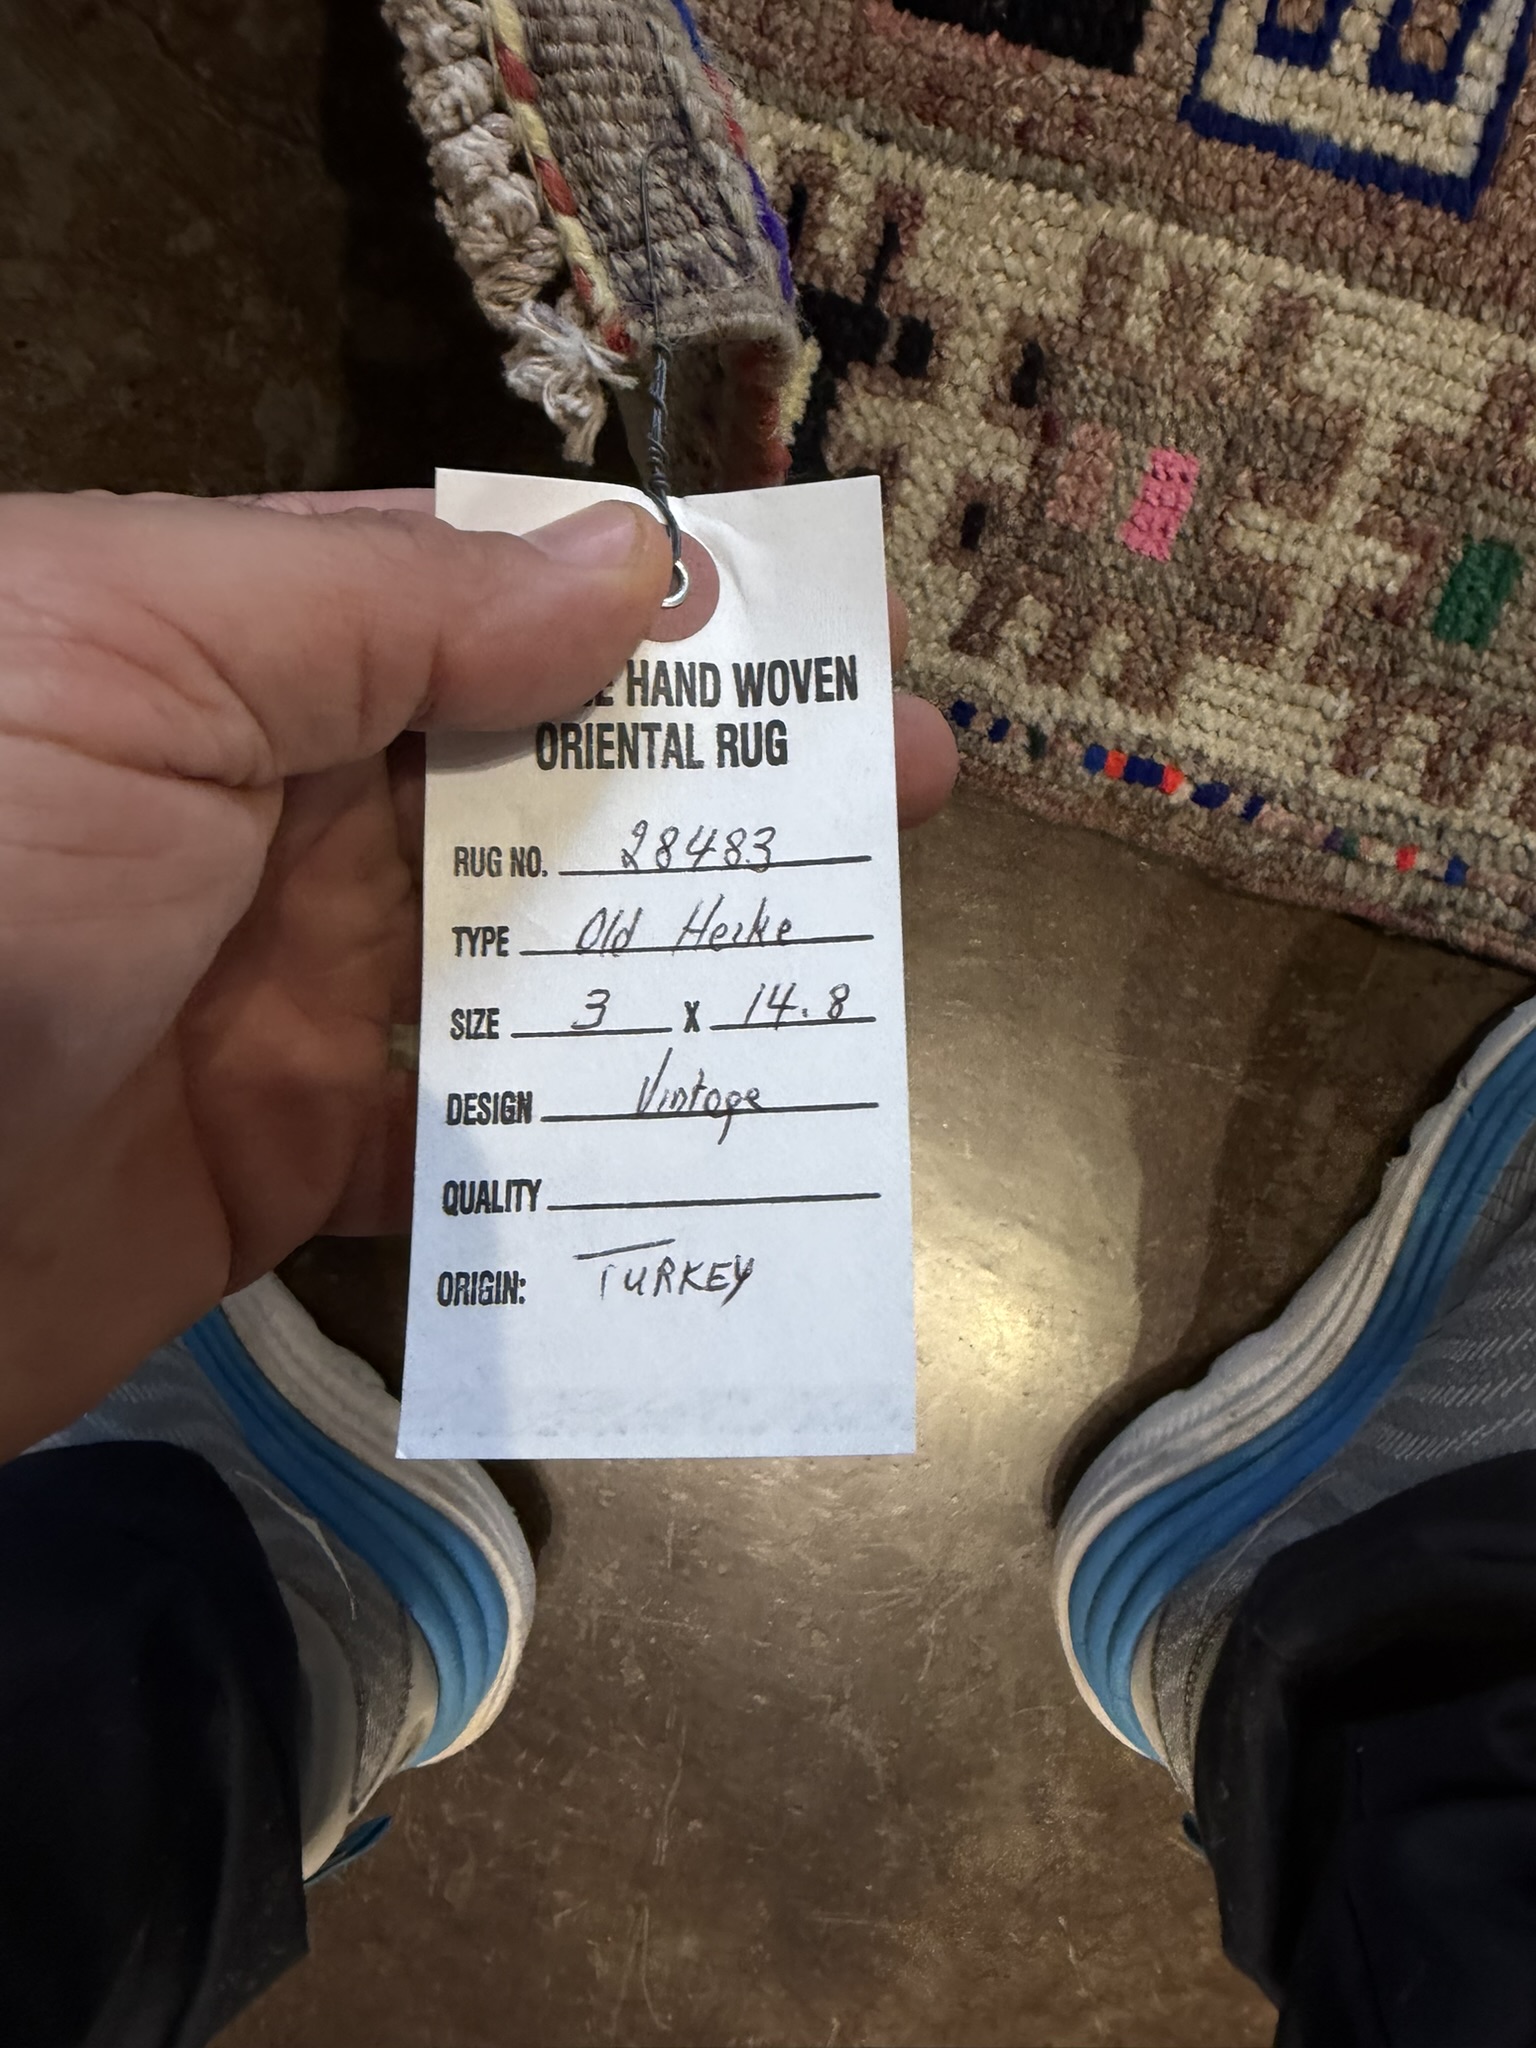 HAND WOVEN
ORIENTAL RUG
RUG NO. 28483
TYPE Old Herke
SIZE 3 X 14.8
DESIGN Vintage
QUALITY
ORIGIN: TURKEY